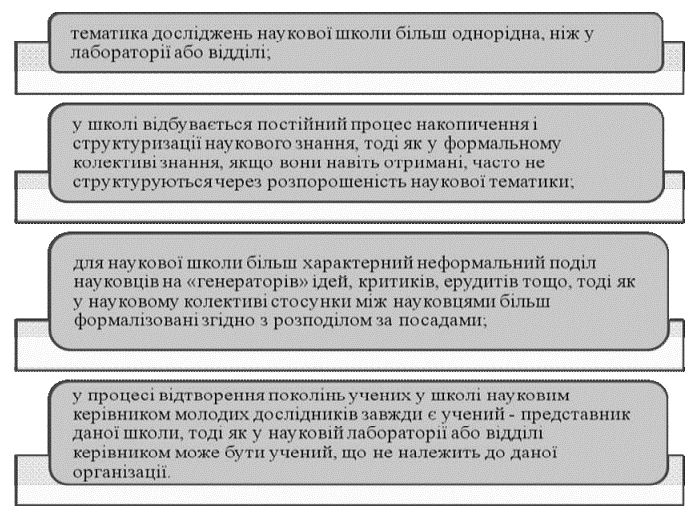 тематика досліджень наукової школи більш однорідна, ніж у
лабораторії або відділі;
у школі відбувається постійний процес накопичення і
структуризації наукового знання, тоді як у формальному
колективі знання, якщо вони навіть отримані, часто не
структуруються через розпорошеність наукової тематики;
для наукової школи більш характерний неформальний поділ
науковців на «генераторів» ідей, критиків, ерудитів тощо, тоді як
у науковому колективі стосунки між науковцями більш
формалізовані згідно з розподілом за посадами;
у процесі відтворення поколінь учених у школі науковим
керівником молодих дослідників завжди є учений - представник
даної школи, тоді як у науковій лабораторії або відділі
керівником може бути учений, що не належить до даної
організації.